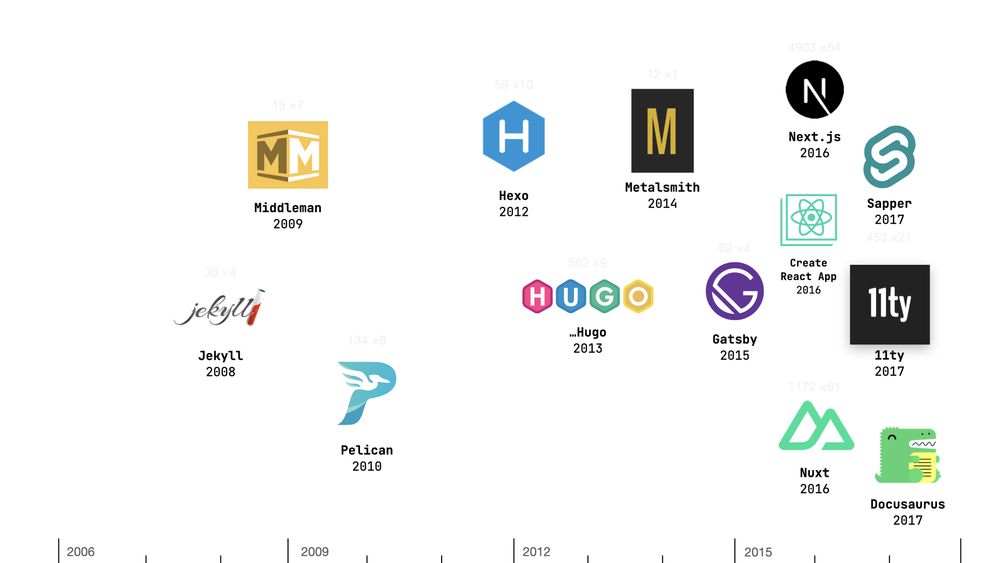 4903 ×54
12 ×1
59 ×10
19 ×7
N
M
H
MM
Next.js
2016
Metalsmith
2014
Hexo
2012
Middleman
2009
Sapper
2017
453 ×21
62 ×4
562 ×9
30 ×4
Create
React App
2016
HUGO
G
11ty
jekyll
…Hugo
2013
Gatsby
2015
11ty
2017
Jekyll
2008
134 ×9
P
1172 ×61
Pelican
2010
Nuxt
2016
Docusaurus
2017
2006
2009
2012
2015